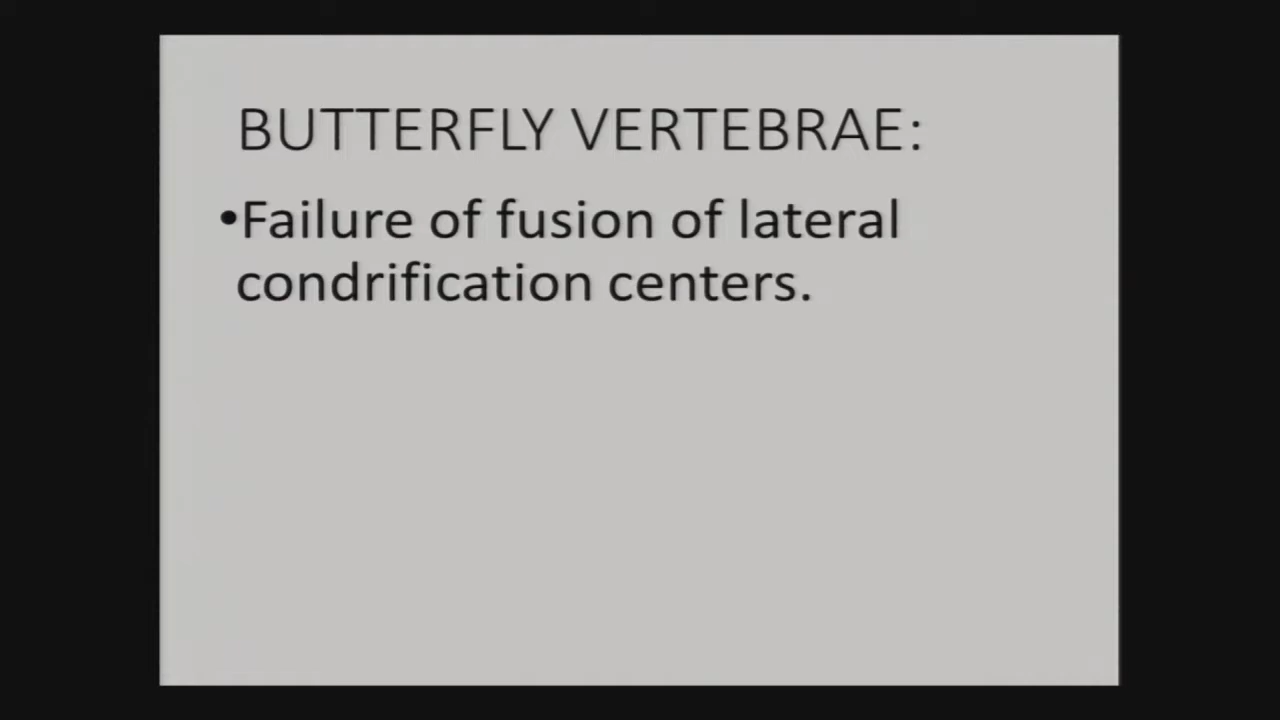 BUTTERFLY VERTEBRAE:
•Failure of fusion of lateral
condrification centers.